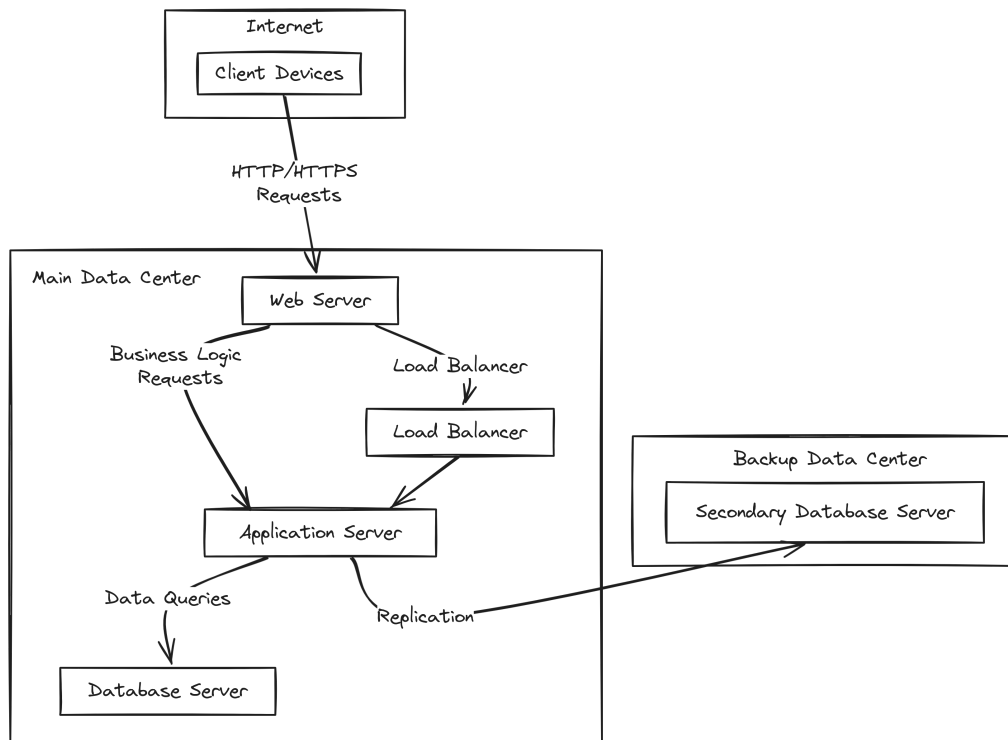 Internet
Client Devices
HTTP/HTTPS
Requests
Main Data Center
Web Server
Business Logic
Requests
Load Balancer
Load Balancer
Backup Data Center
Secondary Database Server
Application Server
Data Queries
Replication
Database Server